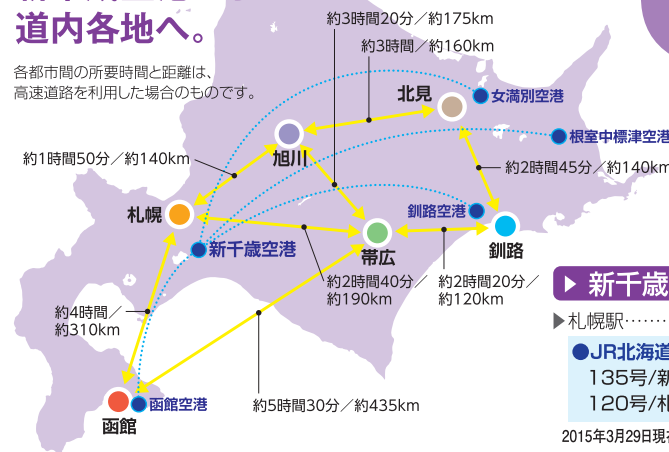 道内各地へ。
各都市間の所要時間と距離は、
高速道路を利用した場合のものです。
約3時間20分／約175km
約3時間／約160km
北見
女満別空港
根室中標津空港
旭川
約1時間50分／約140km
約2時間45分／約140km
札幌
釧路空港
新千歳空港
帯広
釧路
約2時間40分／
約190km
約2時間20分／
約120km
約4時間／
約310km
新千歳
札幌駅……
JR北海道
135号/新
120号/札
約5時間30分／約435km
函館空港
函館
2015年3月29日現在